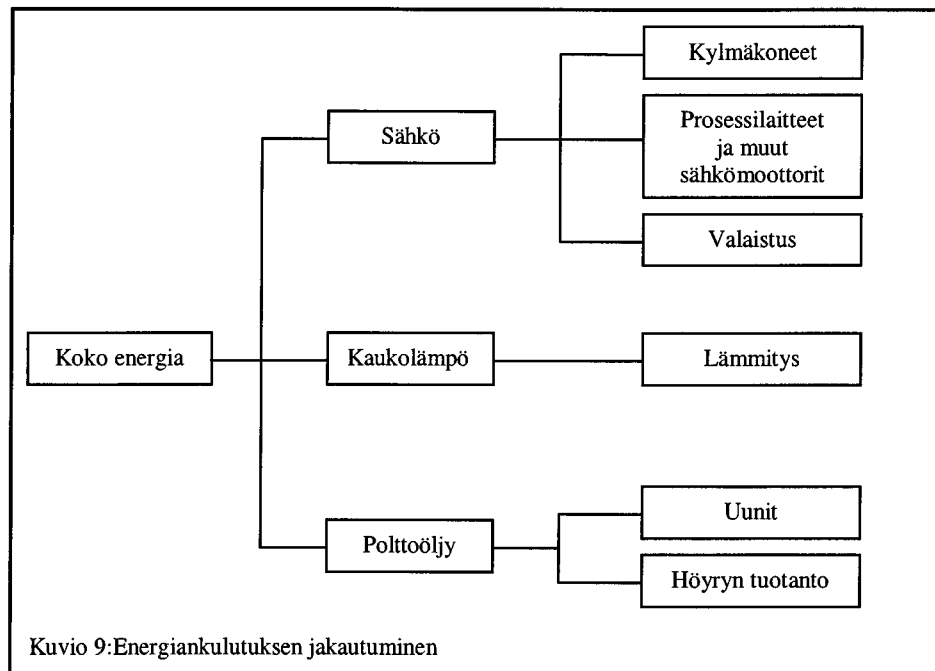 Kylmäkoneet
Sähkö
Prosessilaitteet
ja muut
sähkömoottorit
Valaistus
Koko energia
Kaukolämpö
Lämmitys
Polttoöljy
Uunit
Höyryn tuotanto
Kuvio 9:Energiankulutuksen jakautuminen